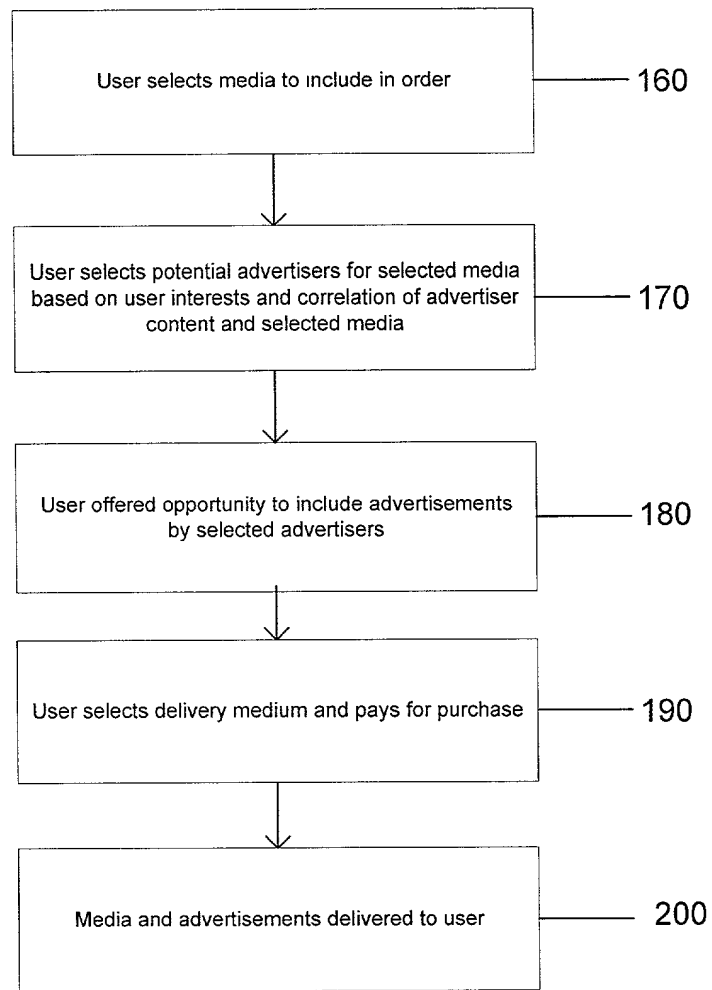 User selects media to include in order
160
User selects potential advertisers for selected media
based on user interests and correlation of advertiser
content and selected media
170
User offered opportunity to include advertisements
by selected advertisers
180
User selects delivery medium and pays for purchase
190
Media and advertisements delivered to user
200